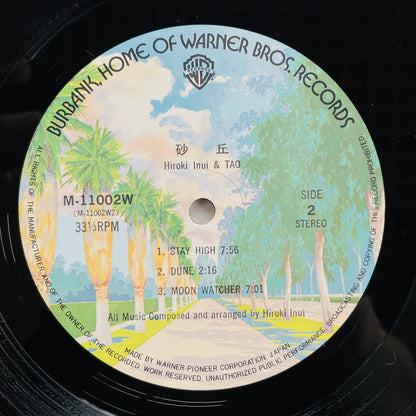 BURBANK, HOME OF WARNER BROS. RECORDS
砂丘
Hiroki Inui & TAO
M-11002W
(M-11002W2)
33⅓RPM
SIDE
2
STEREO
1. STAY HIGH 7:56
2. DUNE 2:16
3. MOON WATCHER 7:01
All Music Composed and arranged by Hiroki Inui
MADE BY WARNER-PIONEER CORPORATION, JAPAN
ALL RIGHTS OF THE MANUFACTURER AND OF THE OWNER OF THE RECORDED WORK RESERVED. UNAUTHORIZED PUBLIC PERFORMANCE, BROADCASTING AND COPYING OF THIS RECORD PROHIBITED.